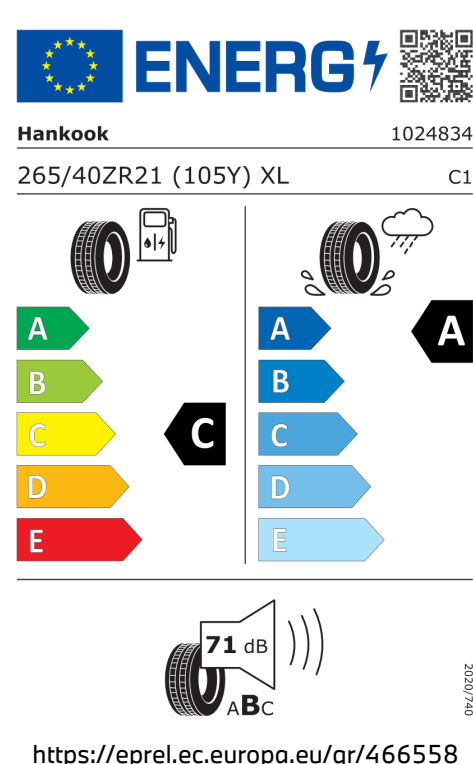 ENERG
Hankook 1024834
265/40ZR21 (105Y) XL C1
A A A
B B
C C C
D D
E E
71 dB
ABC
2020/740
https://eprel.ec.europa.eu/qr/466558